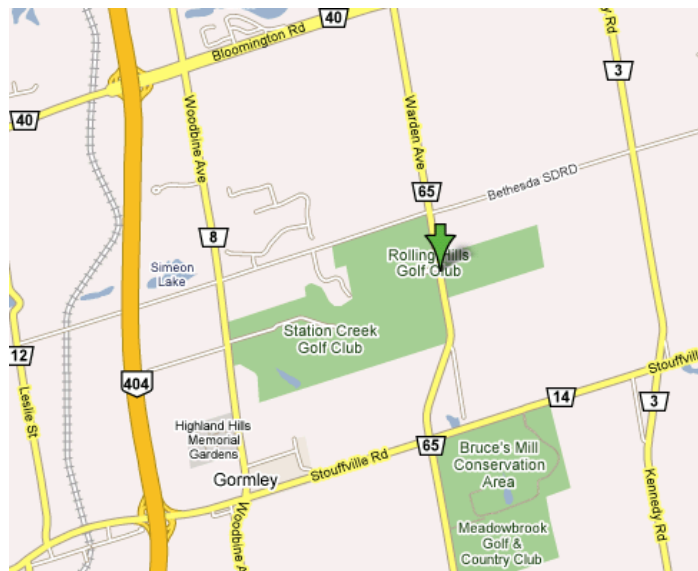 40
Bloomington Rd
y Rd
3
40
Woodbine Ave
Warden Ave
65
Bethesda SDRD
8
Rolling Hills
Golf Club
Simeon
Lake
Station Creek
Golf Club
12
404
Leslie St
Stouffvill
14
3
Highland Hills
Memorial
Gardens
65
Bruce's Mill
Conservation
Area
Stouffville Rd
Gormley
Kennedy Rd
Woodbine A
Meadowbrook
Golf &
Country Club